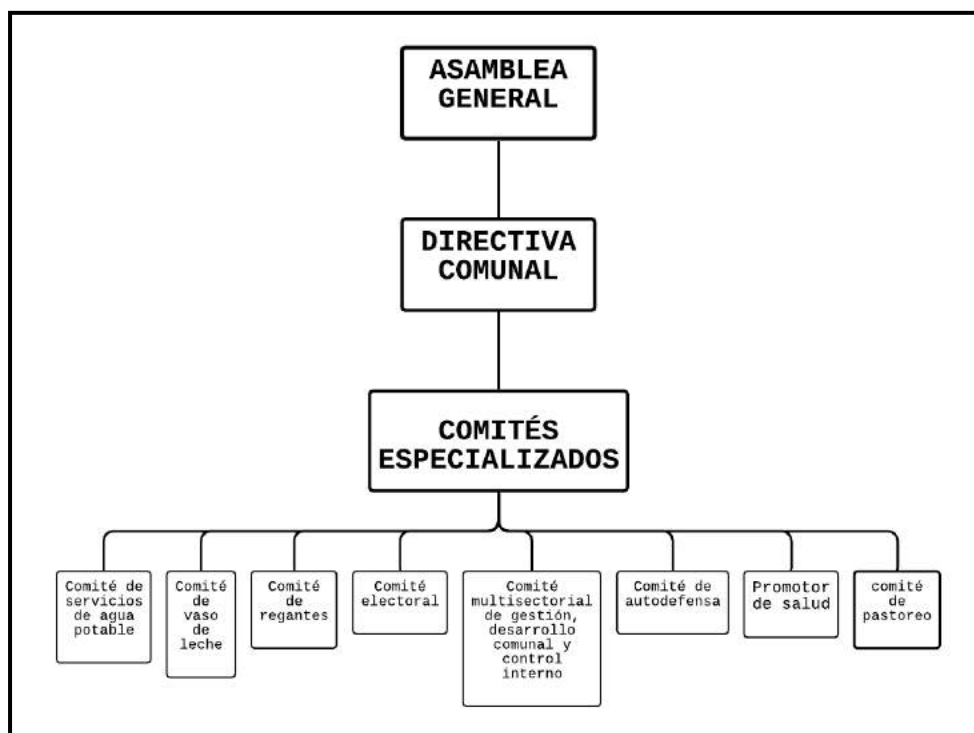 ASAMBLEA
GENERAL
DIRECTIVA
COMUNAL
COMITÉS
ESPECIALIZADOS
Comité de
servicios
de agua
potable
Comité
de
vaso
de
leche
Comité
de
regantes
Comité
electoral
Comité
multisectorial
de gestión,
desarrollo
comunal y
control
interno
Comité de
autodefensa
Promotor
de salud
comité
de
pastoreo